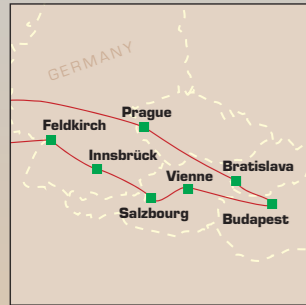 GERMANY
Prague
Feldkirch
Innsbrück
Bratislava
Vienne
Salzbourg
Budapest